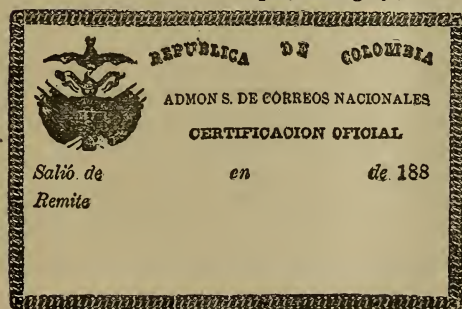 REPUBLICA DE COLOMBIA
ADMON S. DE CORREOS NACIONALES
CERTIFICACION OFICIAL
Salió de en de 188
Remite